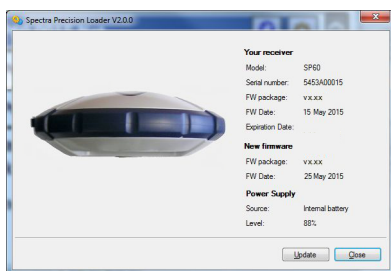 Spectra Precision Loader V2.0.0
Your receiver
Model: SP60
Serial number: 5453A00015
FW package: vx.xx
FW Date: 15 May 2015
Expiration Date:
New firmware
FW package: vx.xx
FW Date: 25 May 2015
Power Supply
Source: Internal battery
Level: 88%
Update Close